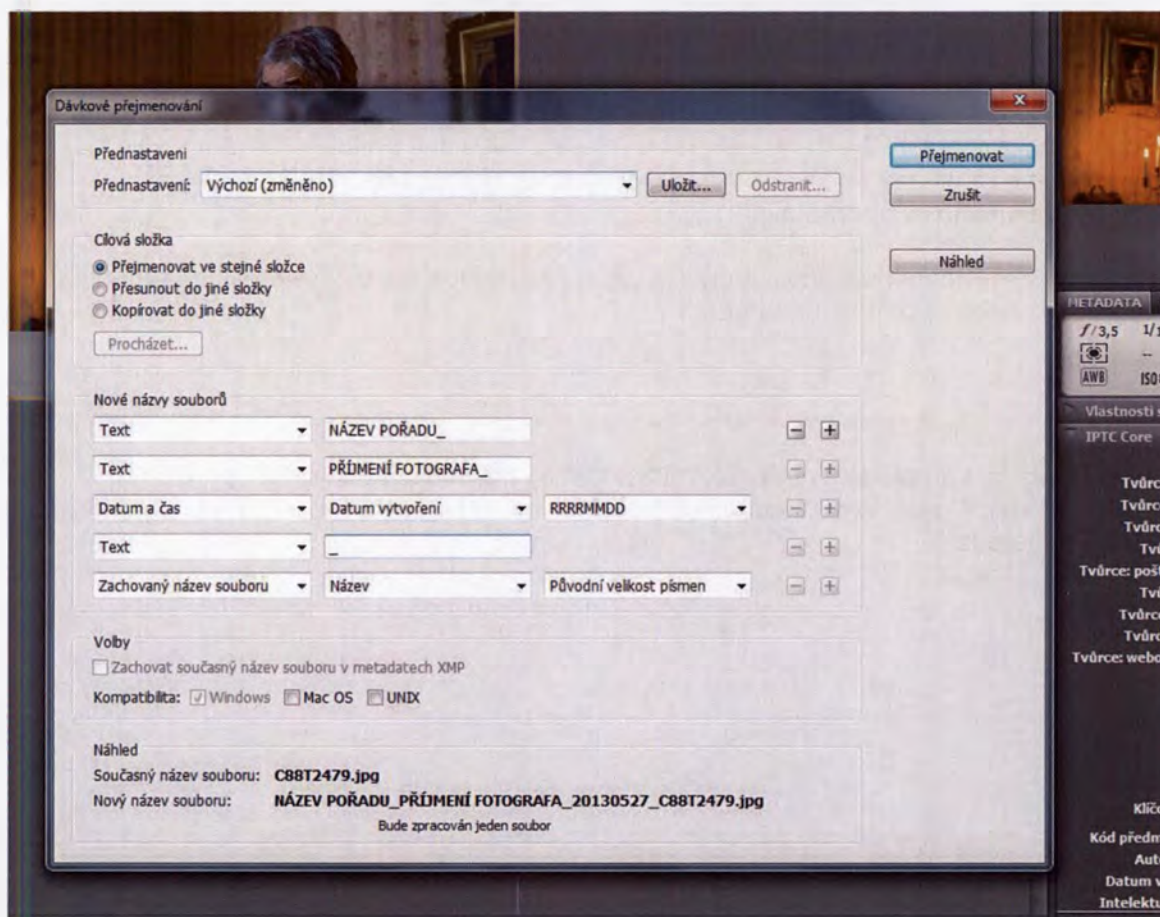 Dávkové přejmenování
x
Přednastaveni
Přednastavení: Výchozí (změněno) Uložit... Odstranit...
Přejmenovat
Zrušit
Náhled
Cílová složka
Přejmenovat ve stejné složce
Přesunout do jiné složky
Kopírovat do jiné složky
Procházet...
Nové názvy souborů
Text NÁZEV POŘADU_
Text PŘÍJMENÍ FOTOGRAFA_
Datum a čas Datum vytvoření RRRRMMDD
Text _
Zachovaný název souboru Název Původní velikost písmen
Volby
Zachovat současný název souboru v metadatech XMP
Kompatibilita: Windows Mac OS UNIX
Náhled
Současný název souboru: C88T2479.jpg
Nový název souboru: NÁZEV POŘADU_PŘÍJMENÍ FOTOGRAFA_20130527_C88T2479.jpg
Bude zpracován jeden soubor
METADATA
f/3,5
--
AWB
Vlastnosti
IPTC Core
Tvůrce: 
Datum